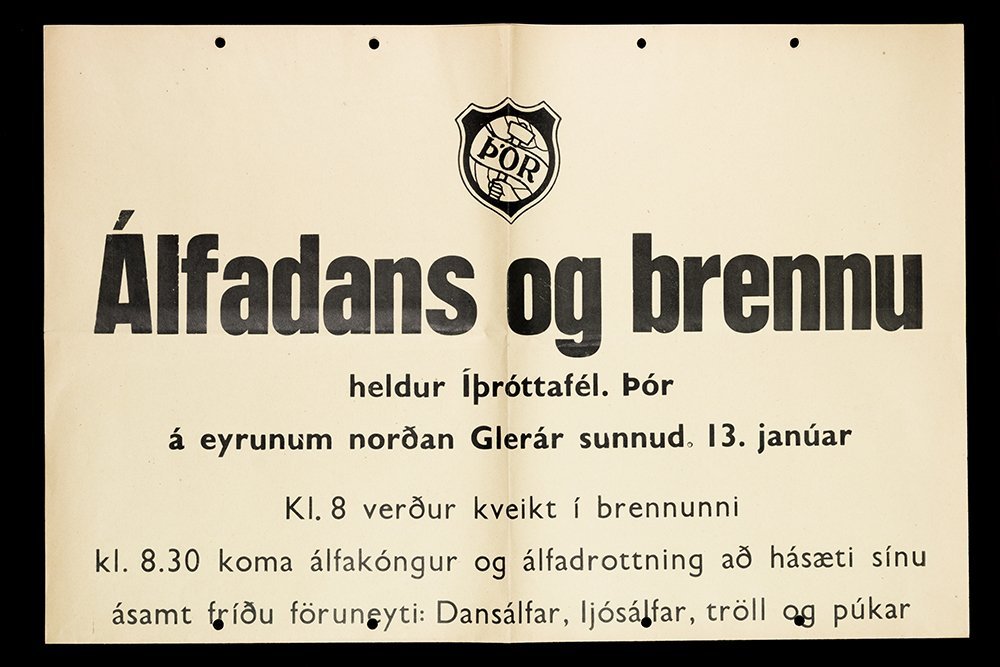 ÞÓR
Álfadans og brennu
heldur Íþróttafél. Þór
á eyrunum norðan Glerár sunnud. 13. janúar
Kl. 8 verður kveikt í brennunni
kl. 8.30 koma álfakóngur og álfadrottning að hásæti sínu
ásamt fríðu föruneyti: Dansálfar, ljósálfar, tröll og púkar